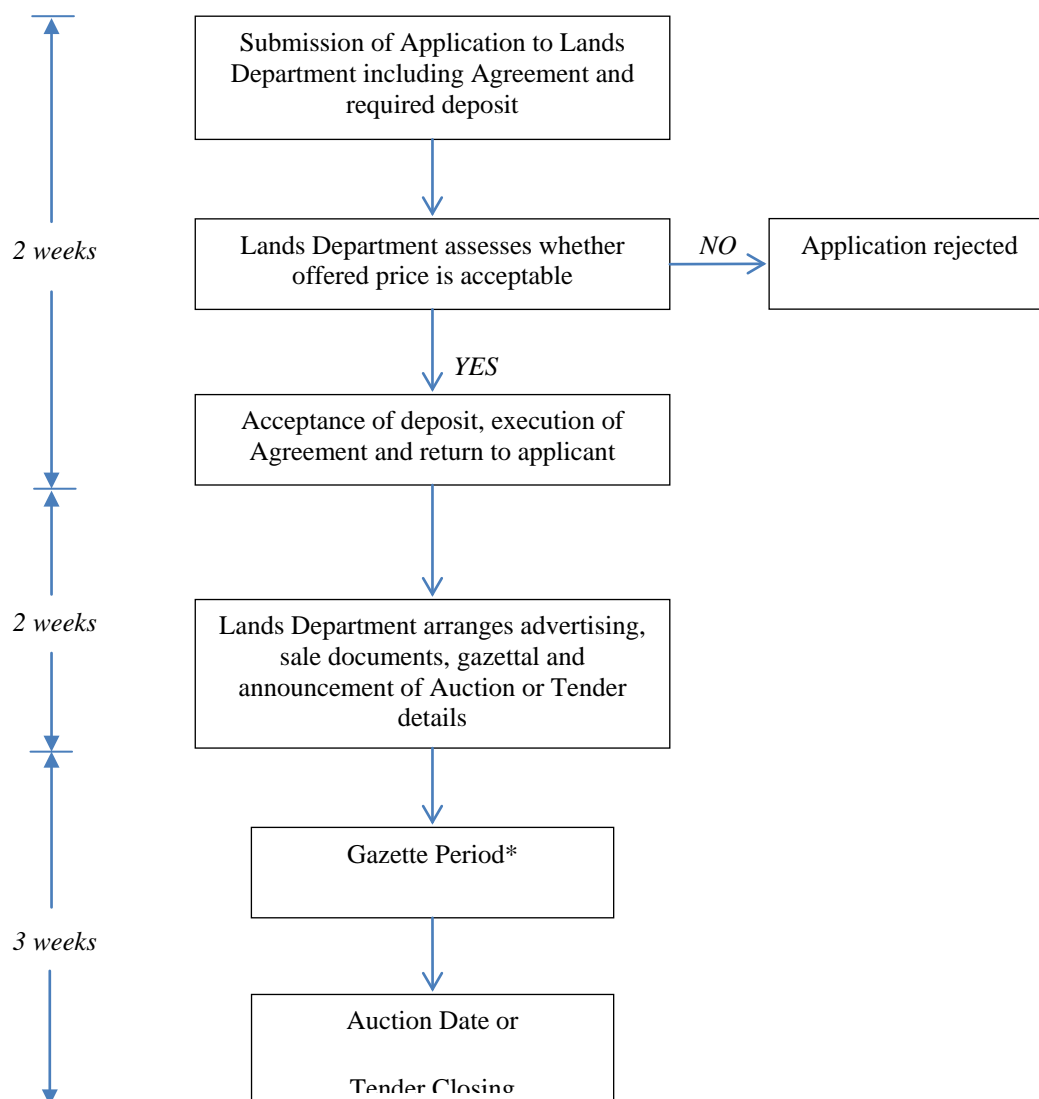 Submission of Application to Lands
Department including Agreement and
required deposit
2 weeks
Lands Department assesses whether
offered price is acceptable
NO
Application rejected
YES
Acceptance of deposit, execution of
Agreement and return to applicant
2 weeks
Lands Department arranges advertising,
sale documents, gazettal and
announcement of Auction or Tender
details
Gazette Period*
3 weeks
Auction Date or
Tender Closing